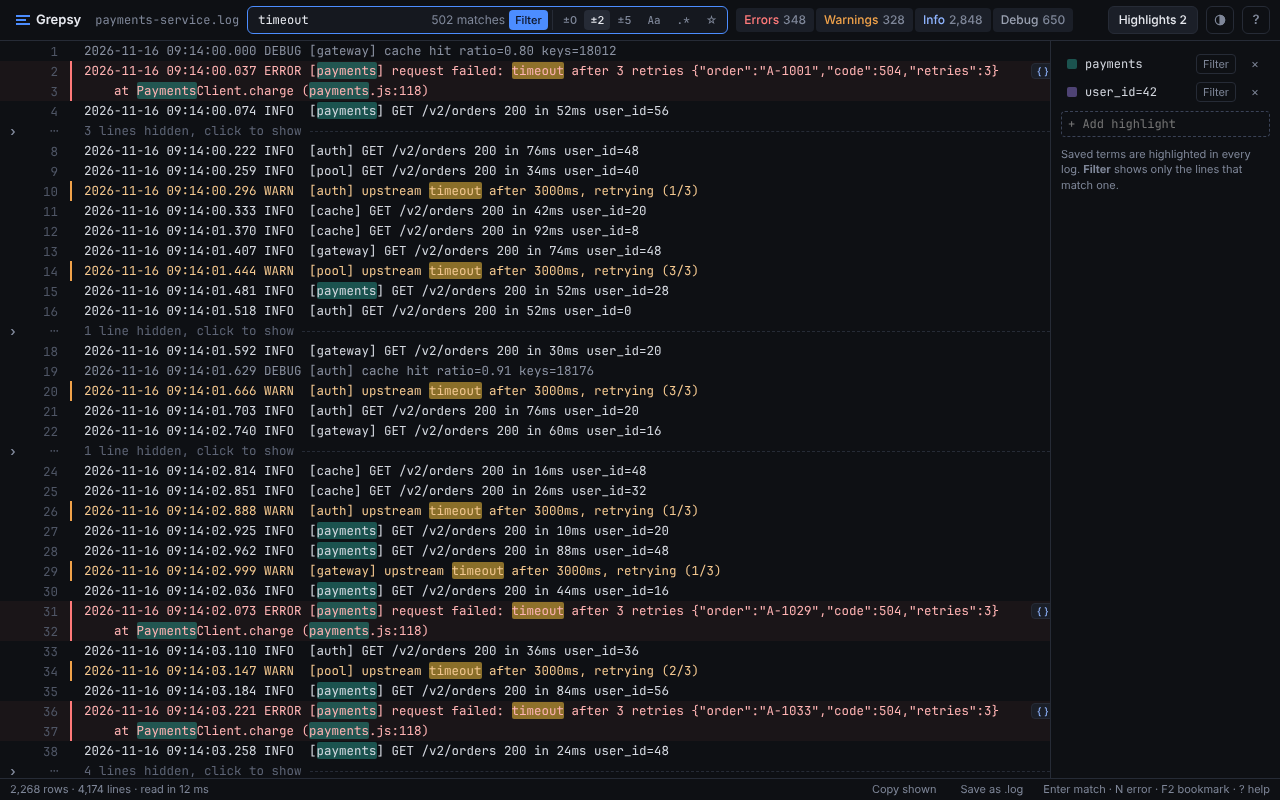 Grepsy payments-service.log timeout 502 matches Filter ±0 ±2 ±5 Aa .* ☆ Errors 348 Warnings 328 Info 2,848 Debug 650 Highlights 2 ?
1 2026-11-16 09:14:00.000 DEBUG [gateway] cache hit ratio=0.80 keys=18012
2 2026-11-16 09:14:00.037 ERROR [payments] request failed: timeout after 3 retries {"order":"A-1001","code":504,"retries":3} {}
3 at PaymentsClient.charge (payments.js:118)
4 2026-11-16 09:14:00.074 INFO [payments] GET /v2/orders 200 in 52ms user_id=56
› ⋯ 3 lines hidden, click to show
8 2026-11-16 09:14:00.222 INFO [auth] GET /v2/orders 200 in 76ms user_id=48
9 2026-11-16 09:14:00.259 INFO [pool] GET /v2/orders 200 in 34ms user_id=40
10 2026-11-16 09:14:00.296 WARN [auth] upstream timeout after 3000ms, retrying (1/3)
11 2026-11-16 09:14:00.333 INFO [cache] GET /v2/orders 200 in 42ms user_id=20
12 2026-11-16 09:14:01.370 INFO [cache] GET /v2/orders 200 in 92ms user_id=8
13 2026-11-16 09:14:01.407 INFO [gateway] GET /v2/orders 200 in 74ms user_id=48
14 2026-11-16 09:14:01.444 WARN [pool] upstream timeout after 3000ms, retrying (3/3)
15 2026-11-16 09:14:01.481 INFO [payments] GET /v2/orders 200 in 52ms user_id=28
16 2026-11-16 09:14:01.518 INFO [auth] GET /v2/orders 200 in 52ms user_id=0
› ⋯ 1 line hidden, click to show
18 2026-11-16 09:14:01.592 INFO [gateway] GET /v2/orders 200 in 30ms user_id=20
19 2026-11-16 09:14:01.629 DEBUG [auth] cache hit ratio=0.91 keys=18176
20 2026-11-16 09:14:01.666 WARN [auth] upstream timeout after 3000ms, retrying (3/3)
21 2026-11-16 09:14:01.703 INFO [auth] GET /v2/orders 200 in 76ms user_id=20
22 2026-11-16 09:14:02.740 INFO [gateway] GET /v2/orders 200 in 60ms user_id=16
› ⋯ 1 line hidden, click to show
24 2026-11-16 09:14:02.814 INFO [cache] GET /v2/orders 200 in 16ms user_id=48
25 2026-11-16 09:14:02.851 INFO [cache] GET /v2/orders 200 in 26ms user_id=32
26 2026-11-16 09:14:02.888 WARN [auth] upstream timeout after 3000ms, retrying (1/3)
27 2026-11-16 09:14:02.925 INFO [payments] GET /v2/orders 200 in 10ms user_id=20
28 2026-11-16 09:14:02.962 INFO [payments] GET /v2/orders 200 in 88ms user_id=48
29 2026-11-16 09:14:02.999 WARN [gateway] upstream timeout after 3000ms, retrying (1/3)
30 2026-11-16 09:14:02.036 INFO [payments] GET /v2/orders 200 in 44ms user_id=16
31 2026-11-16 09:14:02.073 ERROR [payments] request failed: timeout after 3 retries {"order":"A-1029","code":504,"retries":3} {}
32 at PaymentsClient.charge (payments.js:118)
33 2026-11-16 09:14:03.110 INFO [auth] GET /v2/orders 200 in 36ms user_id=36
34 2026-11-16 09:14:03.147 WARN [pool] upstream timeout after 3000ms, retrying (2/3)
35 2026-11-16 09:14:03.184 INFO [payments] GET /v2/orders 200 in 84ms user_id=56
36 2026-11-16 09:14:03.221 ERROR [payments] request failed: timeout after 3 retries {"order":"A-1033","code":504,"retries":3} {}
37 at PaymentsClient.charge (payments.js:118)
38 2026-11-16 09:14:03.258 INFO [payments] GET /v2/orders 200 in 24ms user_id=48
› ⋯ 4 lines hidden, click to show
payments Filter ×
user_id=42 Filter ×
+ Add highlight
Saved terms are highlighted in every
log. Filter shows only the lines that
match one.
2,268 rows · 4,174 lines · read in 12 ms Copy shown Save as .log Enter match · N error · F2 bookmark · ? help